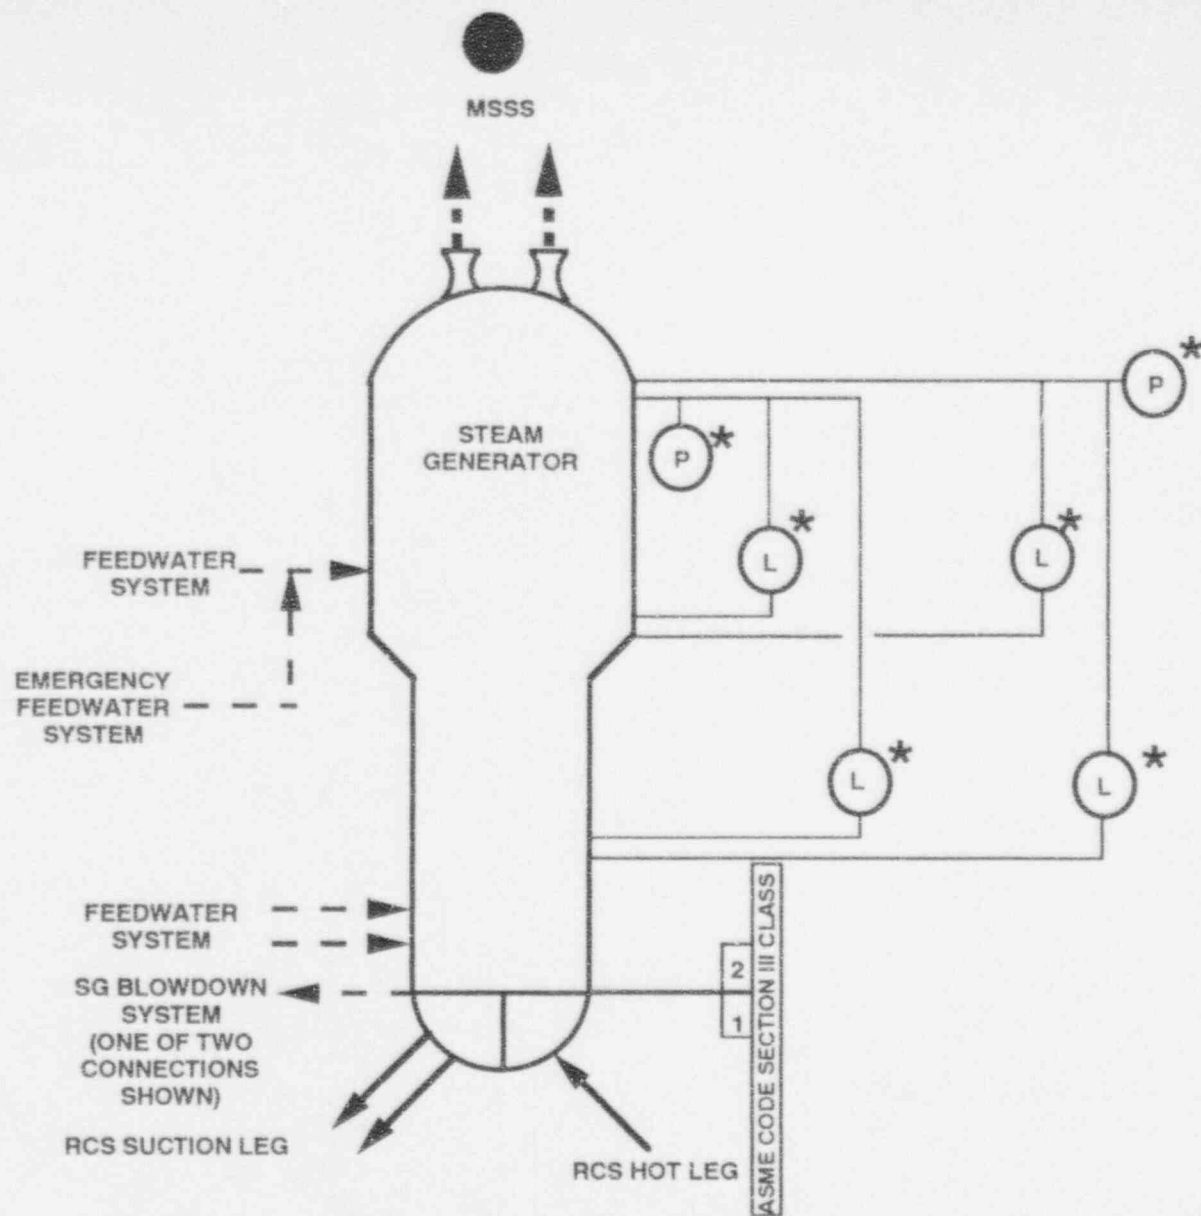 MSSS
STEAM
GENERATOR
P*
P*
L*
L*
FEEDWATER
SYSTEM
EMERGENCY
FEEDWATER
SYSTEM
L*
L*
FEEDWATER
SYSTEM
SG BLOWDOWN
SYSTEM
(ONE OF TWO
CONNECTIONS
SHOWN)
2
1
ASME CODE SECTION III CLASS
RCS SUCTION LEG
RCS HOT LEG